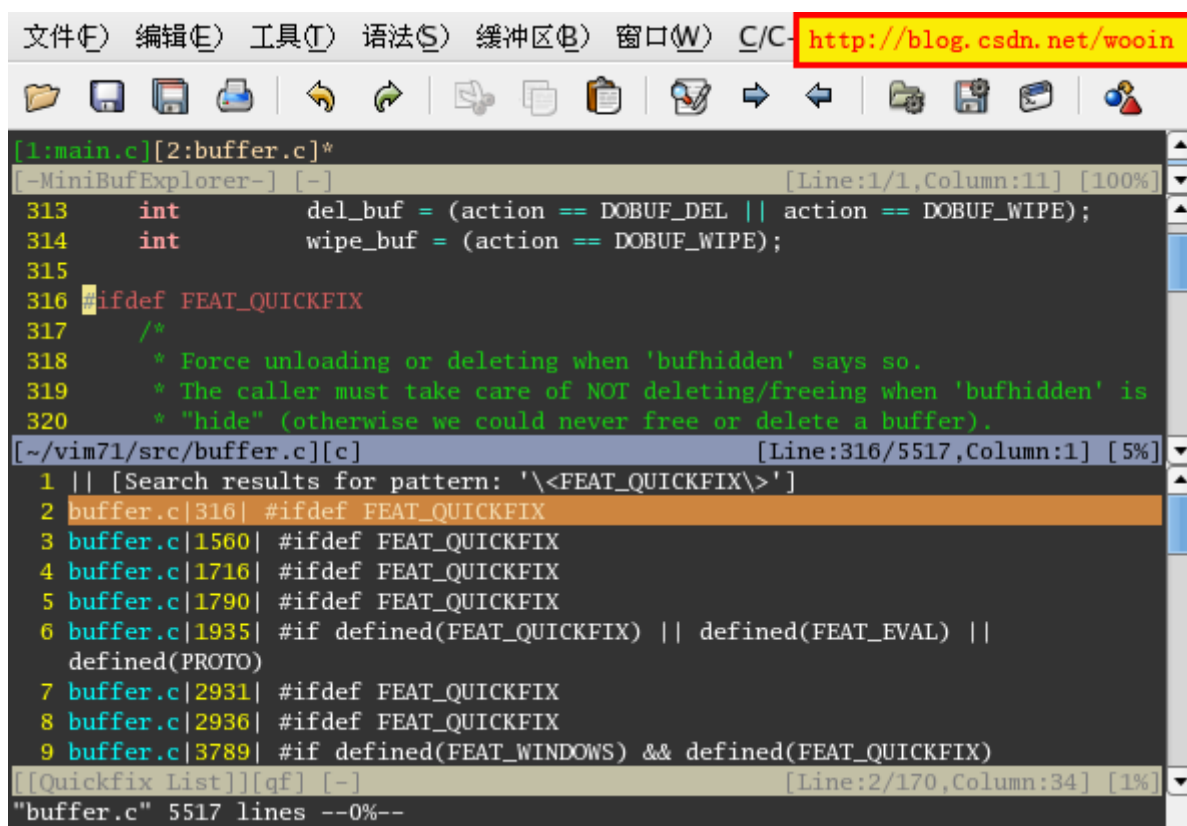 文件(F) 编辑(E) 工具(T) 语法(S) 缓冲区(B) 窗口(W) C/C- http://blog.csdn.net/wooin
[1:main.c][2:buffer.c]*
[-MiniBufExplorer-] [-] [Line:1/1,Column:11] [100%]
313 int del_buf = (action == DOBUF_DEL || action == DOBUF_WIPE);
314 int wipe_buf = (action == DOBUF_WIPE);
315
316 #ifdef FEAT_QUICKFIX
317 /*
318 * Force unloading or deleting when 'bufhidden' says so.
319 * The caller must take care of NOT deleting/freeing when 'bufhidden' is
320 * "hide" (otherwise we could never free or delete a buffer).
[~/vim71/src/buffer.c][c] [Line:316/5517,Column:1] [5%]
1 || [Search results for pattern: '\<FEAT_QUICKFIX\>']
2 buffer.c|316| #ifdef FEAT_QUICKFIX
3 buffer.c|1560| #ifdef FEAT_QUICKFIX
4 buffer.c|1716| #ifdef FEAT_QUICKFIX
5 buffer.c|1790| #ifdef FEAT_QUICKFIX
6 buffer.c|1935| #if defined(FEAT_QUICKFIX) || defined(FEAT_EVAL) ||
defined(PROTO)
7 buffer.c|2931| #ifdef FEAT_QUICKFIX
8 buffer.c|2936| #ifdef FEAT_QUICKFIX
9 buffer.c|3789| #if defined(FEAT_WINDOWS) && defined(FEAT_QUICKFIX)
[[Quickfix List]][qf] [-] [Line:2/170,Column:34] [1%]
"buffer.c" 5517 lines --0%--